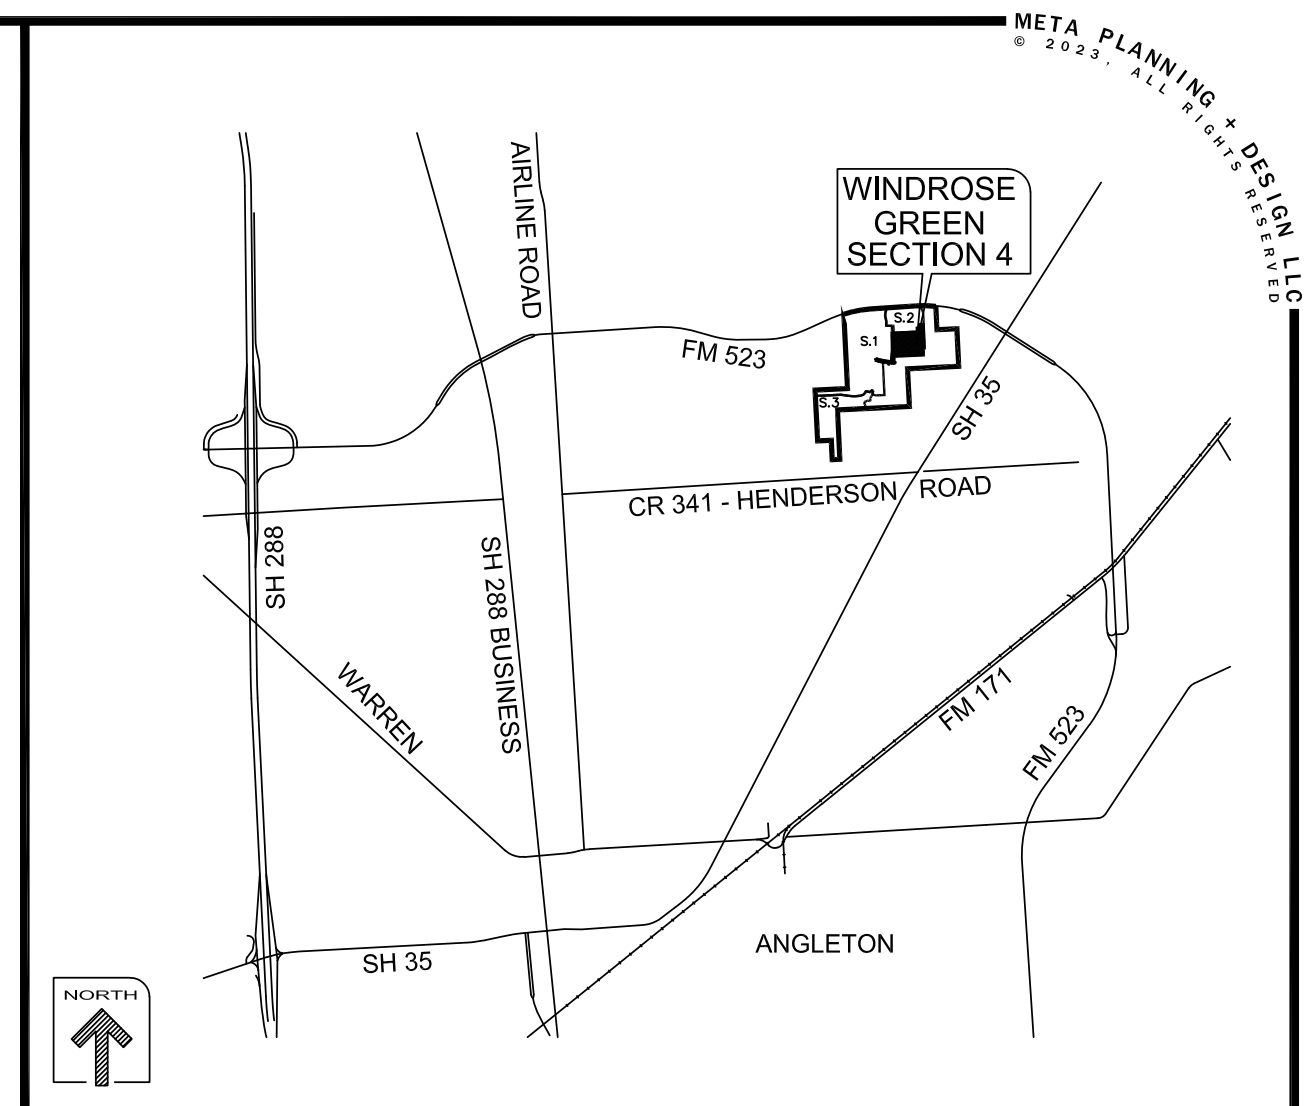 META PLANNING + DESIGN LLC
© 2023, ALL RIGHTS RESERVED
AIRLINE ROAD
WINDROSE
GREEN
SECTION 4
S.2
S.1
FM 523
S.3
SH 35
CR 341 - HENDERSON ROAD
SH 288
SH 288 BUSINESS
WARREN
FM 171
FM 523
ANGLETON
SH 35
NORTH